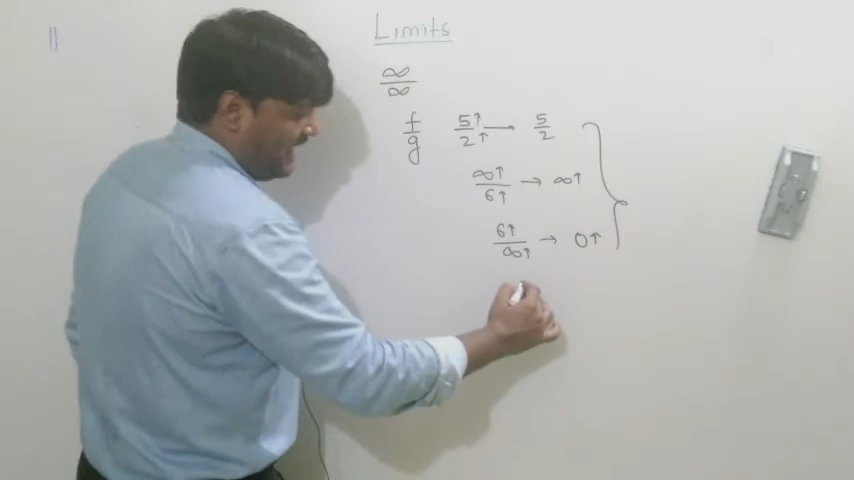 Limits
∞/∞
f/g 5↑/2↑ → 5/2
∞↑/6↑ → ∞↑
6↑/∞↑ → 0↑